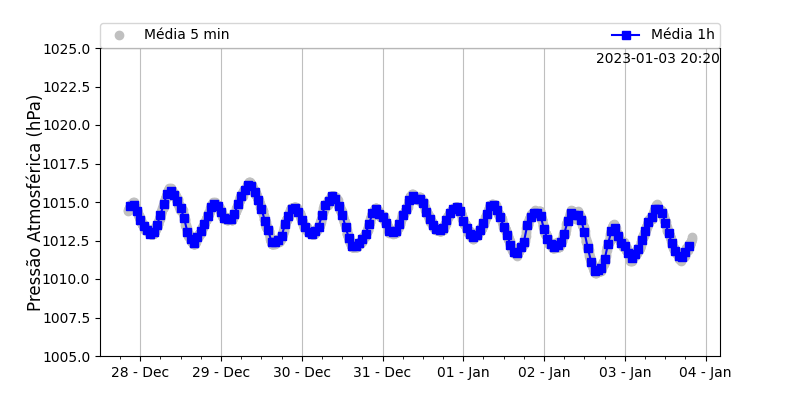 Média 5 min
Média 1h
2023-01-03 20:20
Pressão Atmosférica (hPa)
1025.0
1022.5
1020.0
1017.5
1015.0
1012.5
1010.0
1007.5
1005.0
28 - Dec
29 - Dec
30 - Dec
31 - Dec
01 - Jan
02 - Jan
03 - Jan
04 - Jan